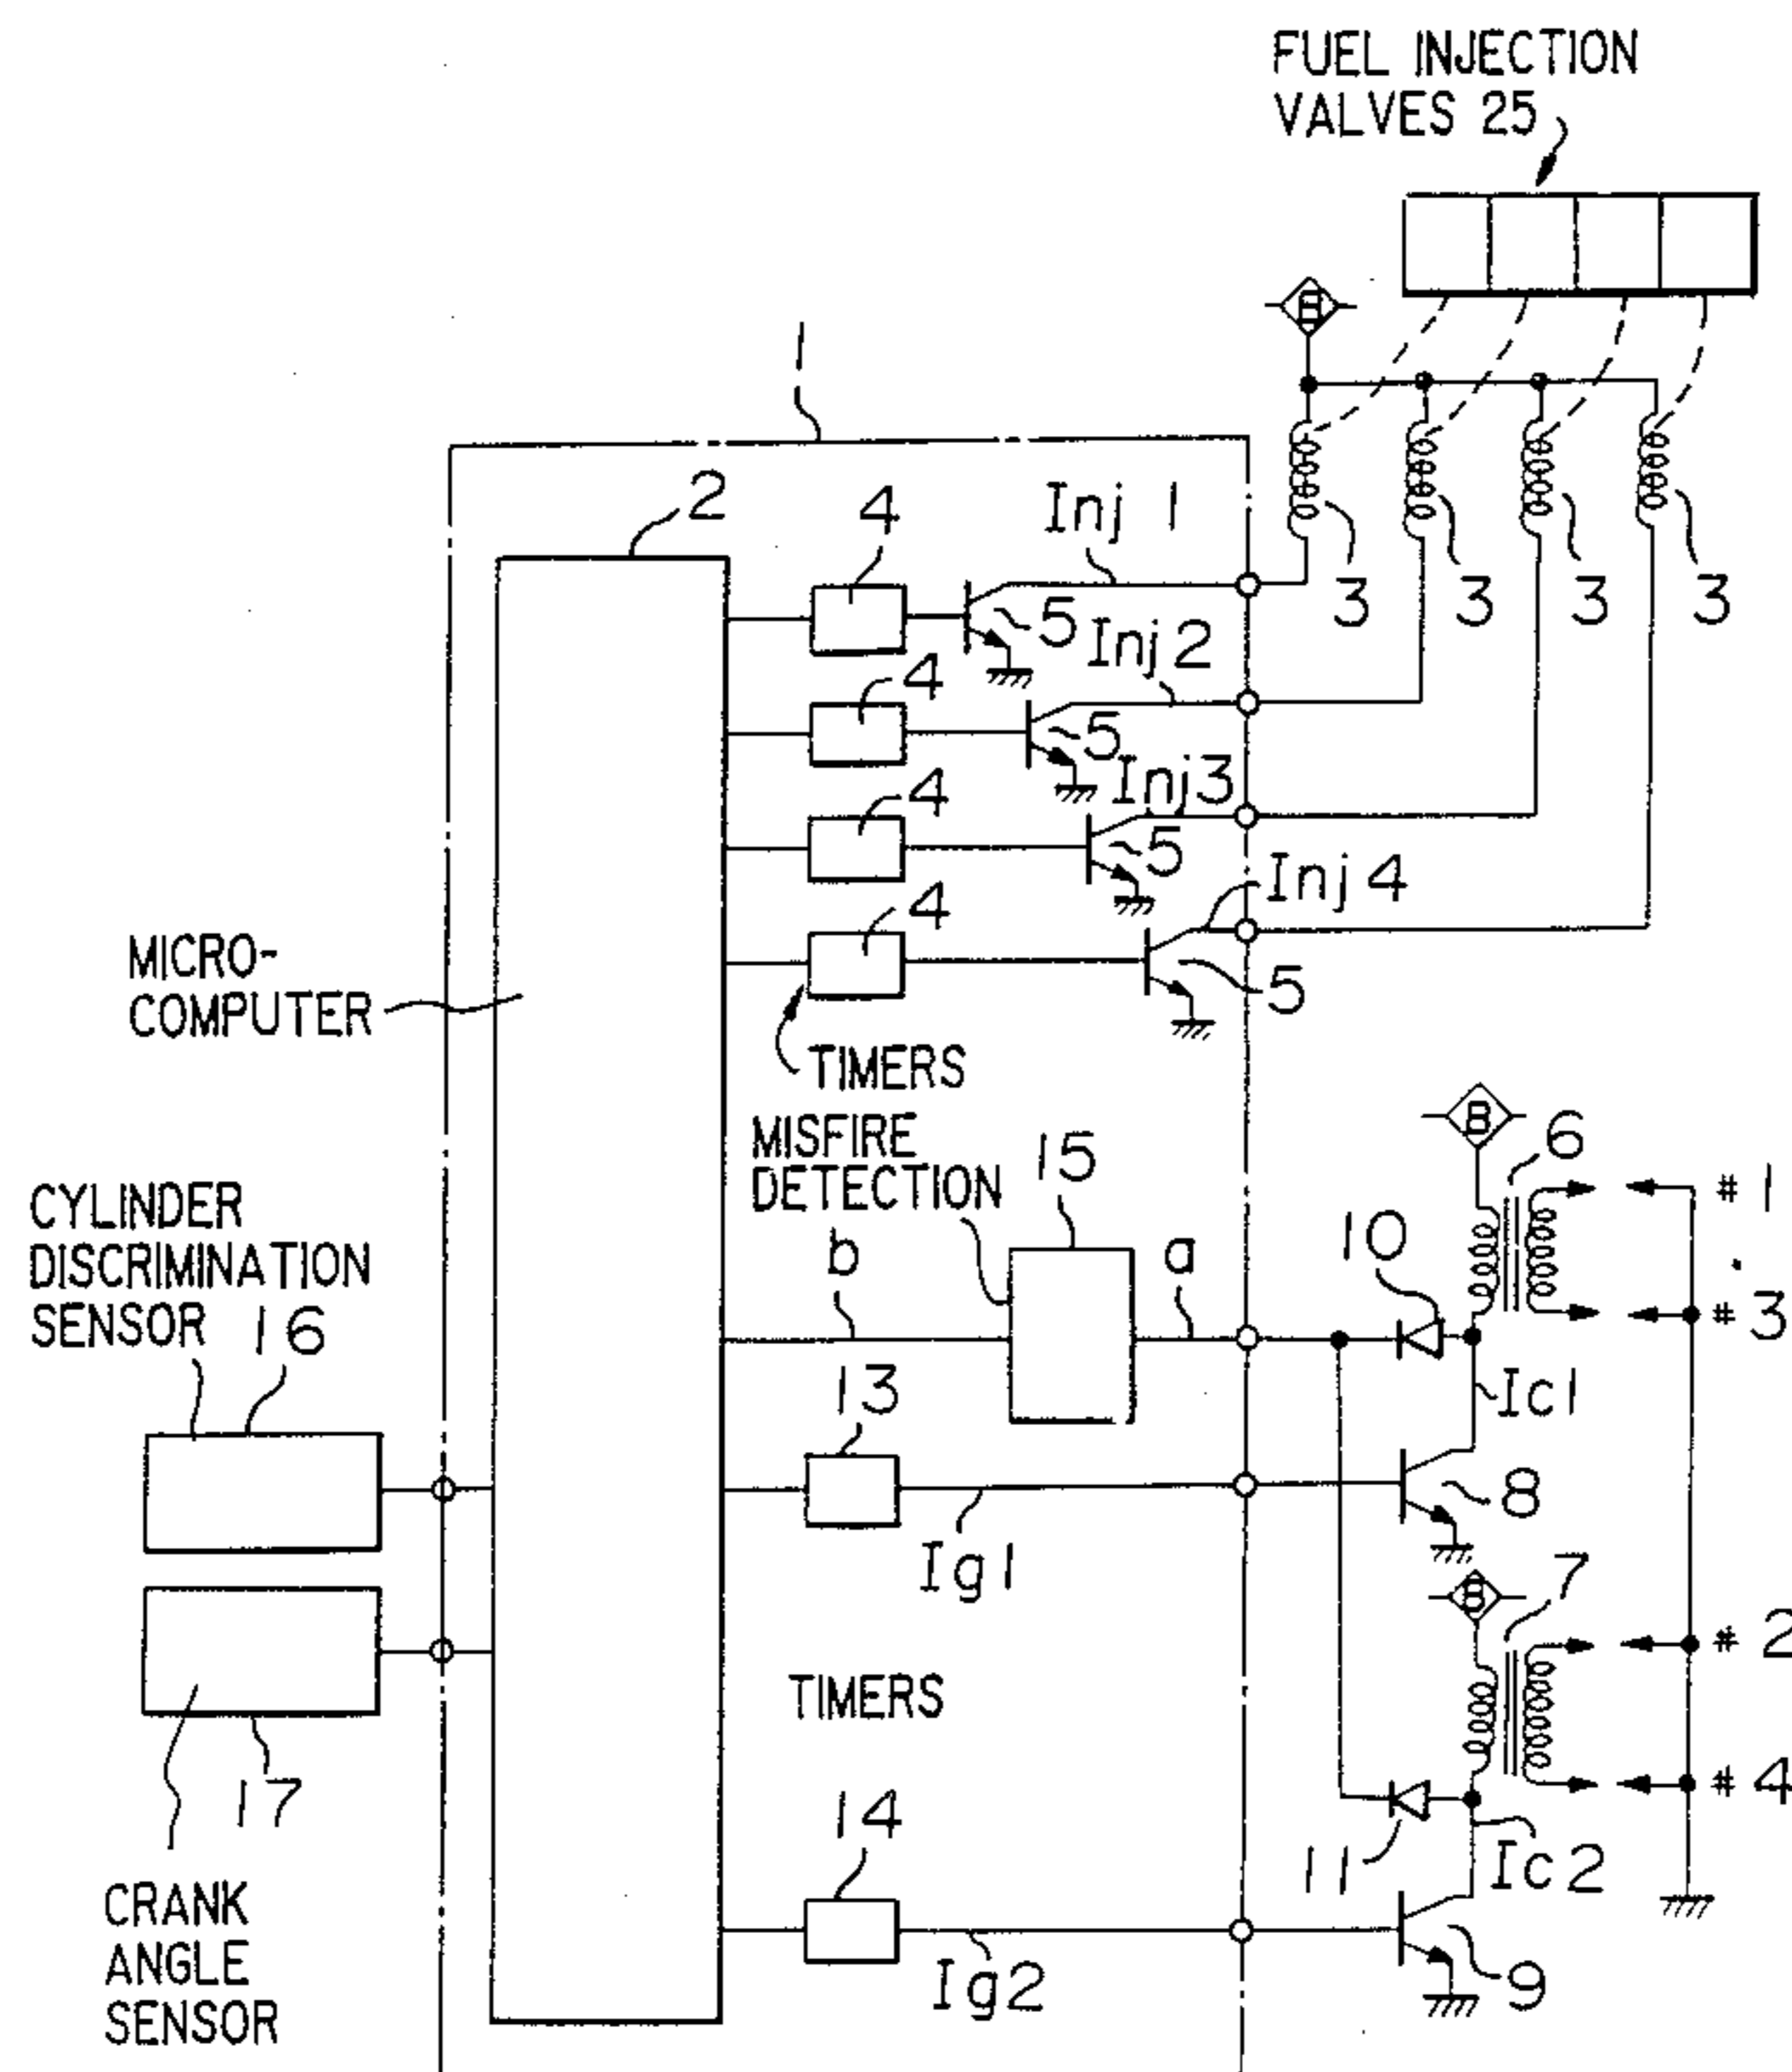 FUEL INJECTION
VALVES 25
B
1
2
4
Inj 1
3
3
3
3
5
Inj 2
4
5
Inj 3
4
5
Inj 4
4
5
MICRO-
COMPUTER
TIMERS
MISFIRE
DETECTION
15
B
6
#1
CYLINDER
DISCRIMINATION
SENSOR
16
b
a
10
#3
13
Ic1
8
Ig1
B
7
#2
17
TIMERS
14
11
Ic2
#4
CRANK
ANGLE
SENSOR
Ig2
9